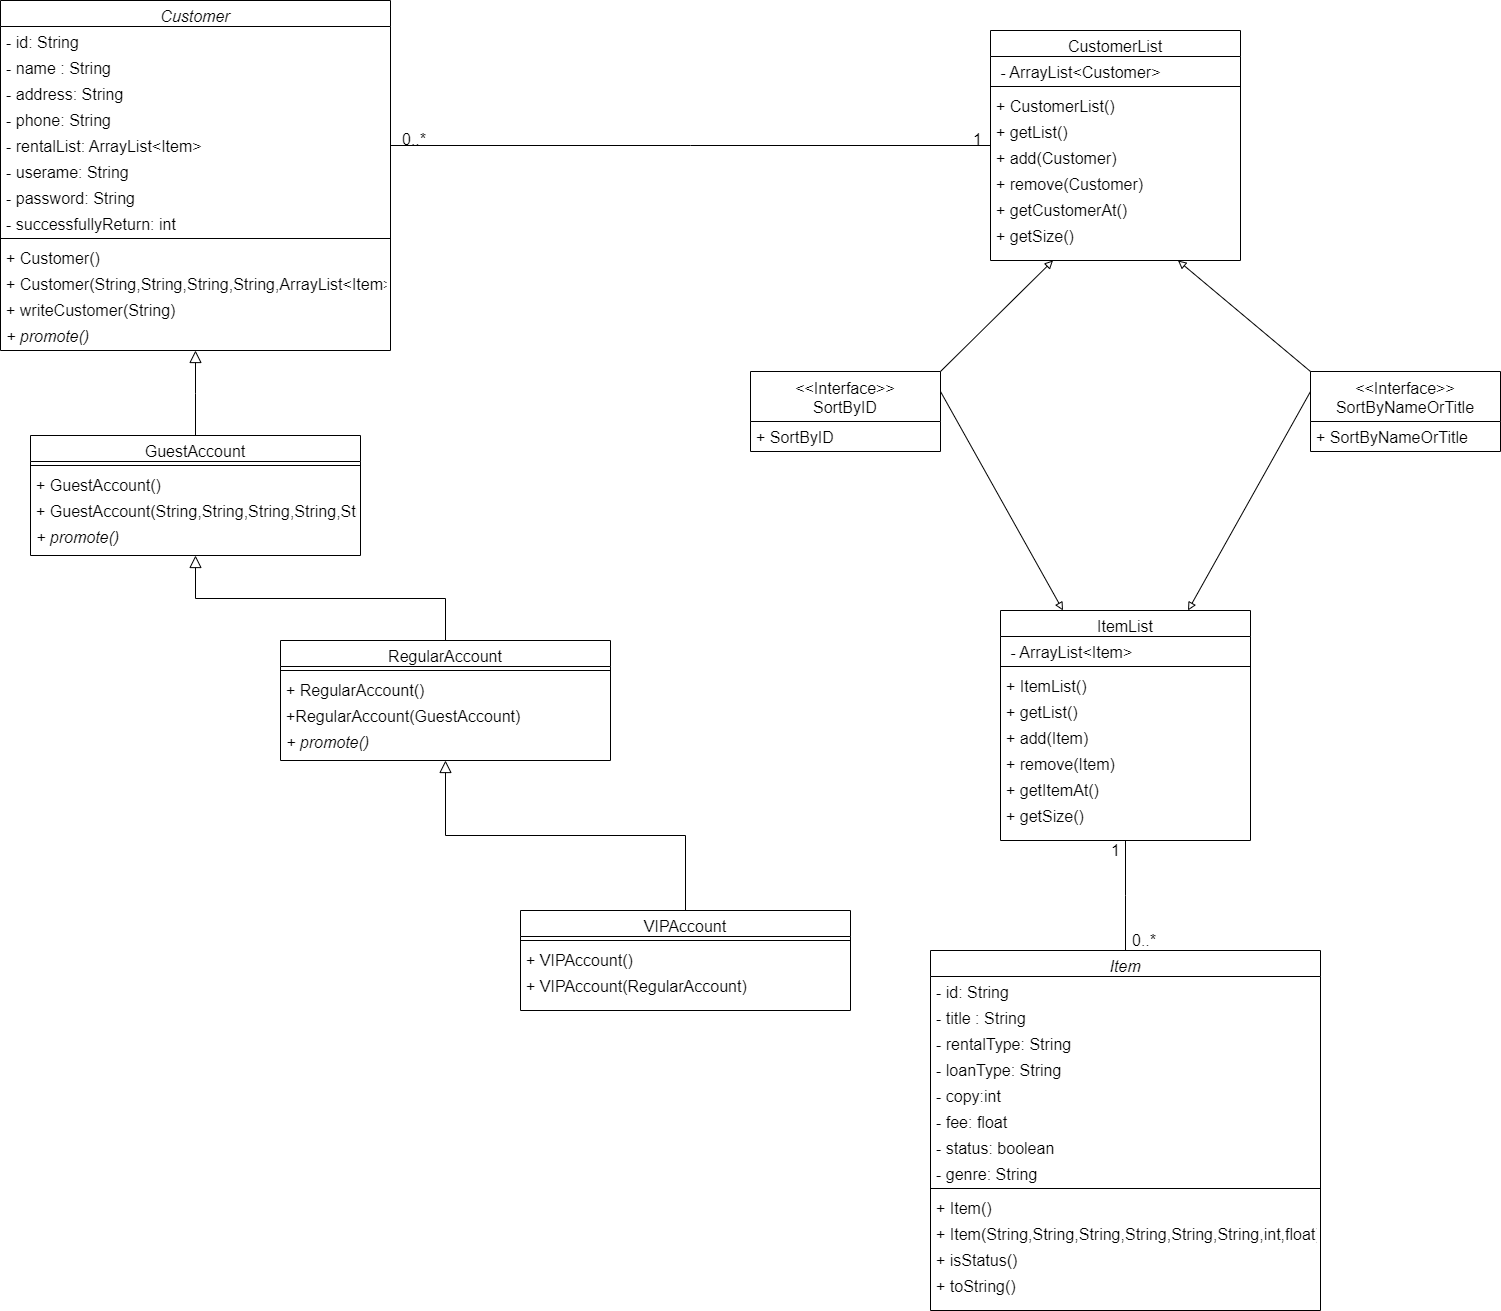 Customer
- id: String
- name : String
- address: String
- phone: String
- rentalList: ArrayList<Item>
- userame: String
- password: String
- successfullyReturn: int
+ Customer()
+ Customer(String,String,String,String,ArrayList<Item>
+ writeCustomer(String)
+ promote()
0..*
1
CustomerList
- ArrayList<Customer>
+ CustomerList()
+ getList()
+ add(Customer)
+ remove(Customer)
+ getCustomerAt()
+ getSize()
<<Interface>>
SortByID
+ SortByID
<<Interface>>
SortByNameOrTitle
+ SortByNameOrTitle
GuestAccount
+ GuestAccount()
+ GuestAccount(String,String,String,String,St
+ promote()
RegularAccount
+ RegularAccount()
+RegularAccount(GuestAccount)
+ promote()
VIPAccount
+ VIPAccount()
+ VIPAccount(RegularAccount)
ItemList
- ArrayList<Item>
+ ItemList()
+ getList()
+ add(Item)
+ remove(Item)
+ getItemAt()
+ getSize()
1
0..*
Item
- id: String
- title : String
- rentalType: String
- loanType: String
- copy:int
- fee: float
- status: boolean
- genre: String
+ Item()
+ Item(String,String,String,String,String,String,int,float
+ isStatus()
+ toString()